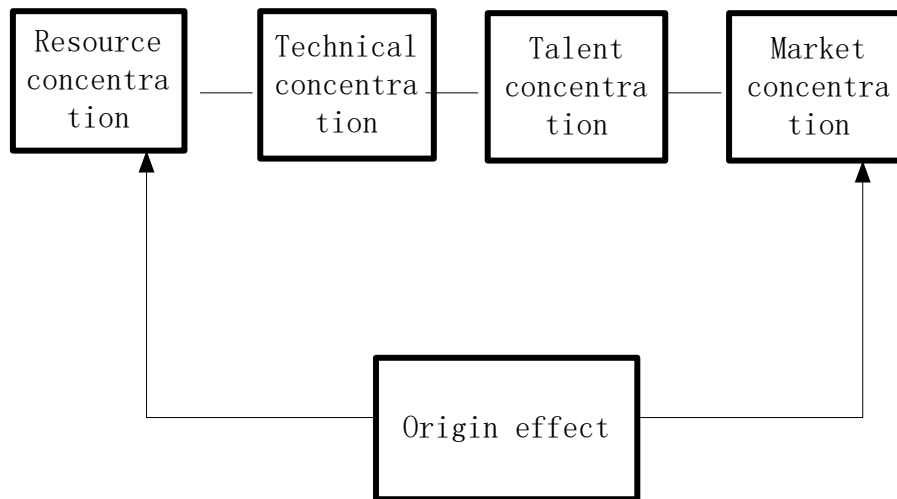 Resource
concentra
tion
Technical
concentra
tion
Talent
concentra
tion
Market
concentra
tion
Origin effect